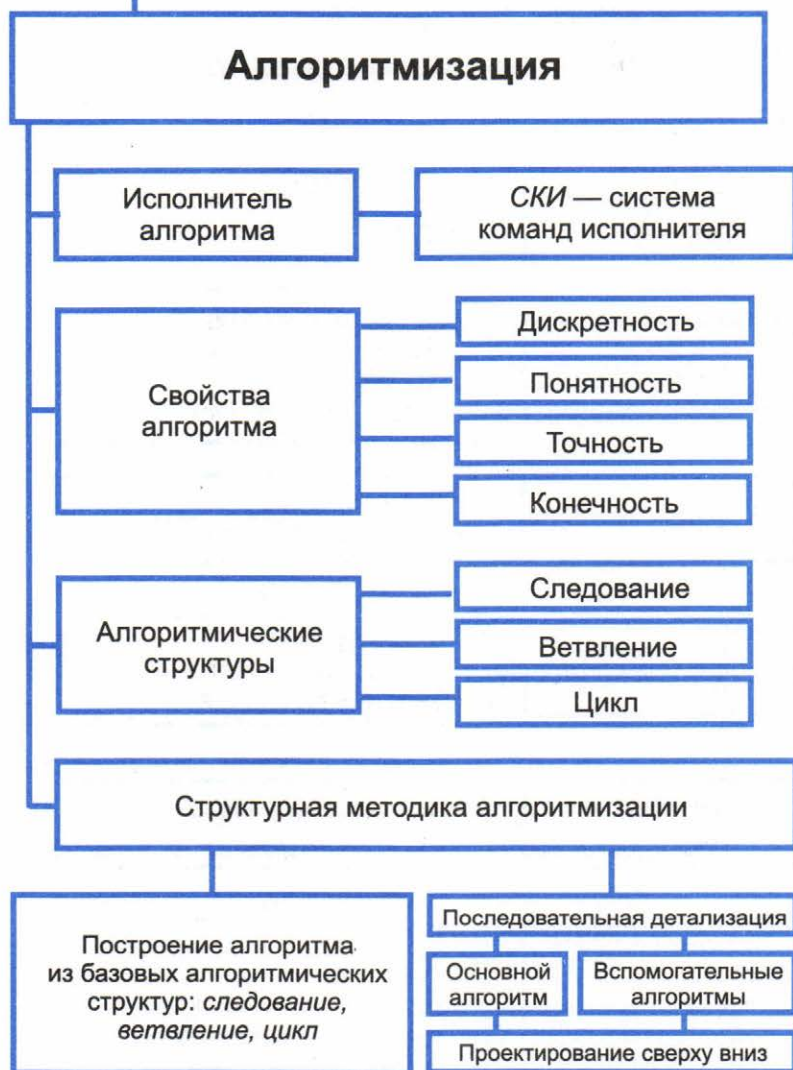 Алгоритмизация
Исполнитель
алгоритма
СКИ — система
команд исполнителя
Свойства
алгоритма
Дискретность
Понятность
Точность
Конечность
Алгоритмические
структуры
Следование
Ветвление
Цикл
Структурная методика алгоритмизации
Построение алгоритма
из базовых алгоритмических
структур: следование,
ветвление, цикл
Последовательная детализация
Основной
алгоритм
Вспомогательные
алгоритмы
Проектирование сверху вниз